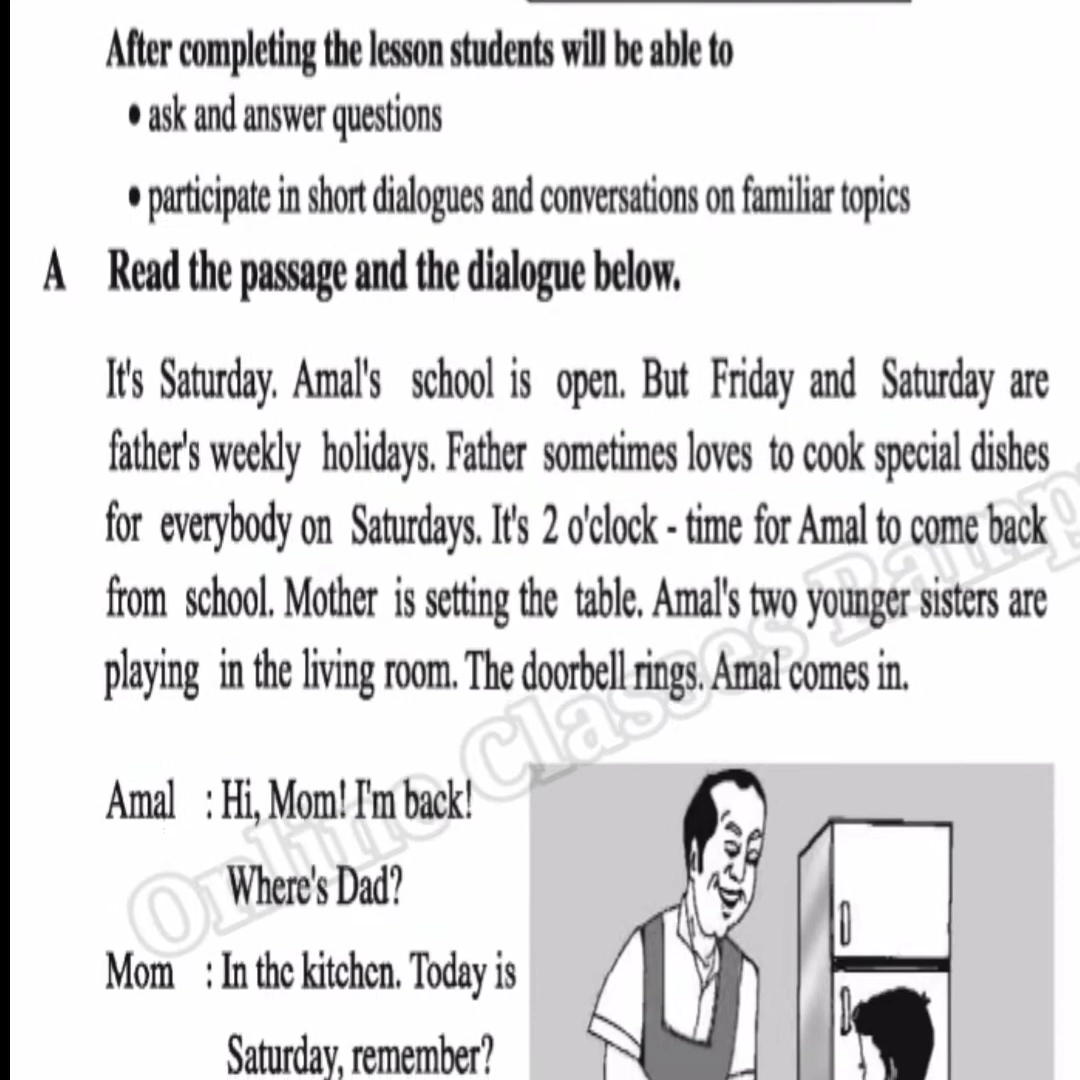 After completing the lesson students will be able to
• ask and answer questions
• participate in short dialogues and conversations on familiar topics
A Read the passage and the dialogue below.
It's Saturday. Amal's school is open. But Friday and Saturday are
father's weekly holidays. Father sometimes loves to cook special dishes
for everybody on Saturdays. It's 2 o'clock - time for Amal to come back
from school. Mother is setting the table. Amal's two younger sisters are
playing in the living room. The doorbell rings. Amal comes in.
Amal : Hi, Mom! I'm back!
Where's Dad?
Mom : In the kitchen. Today is
Saturday, remember?
Online Classes